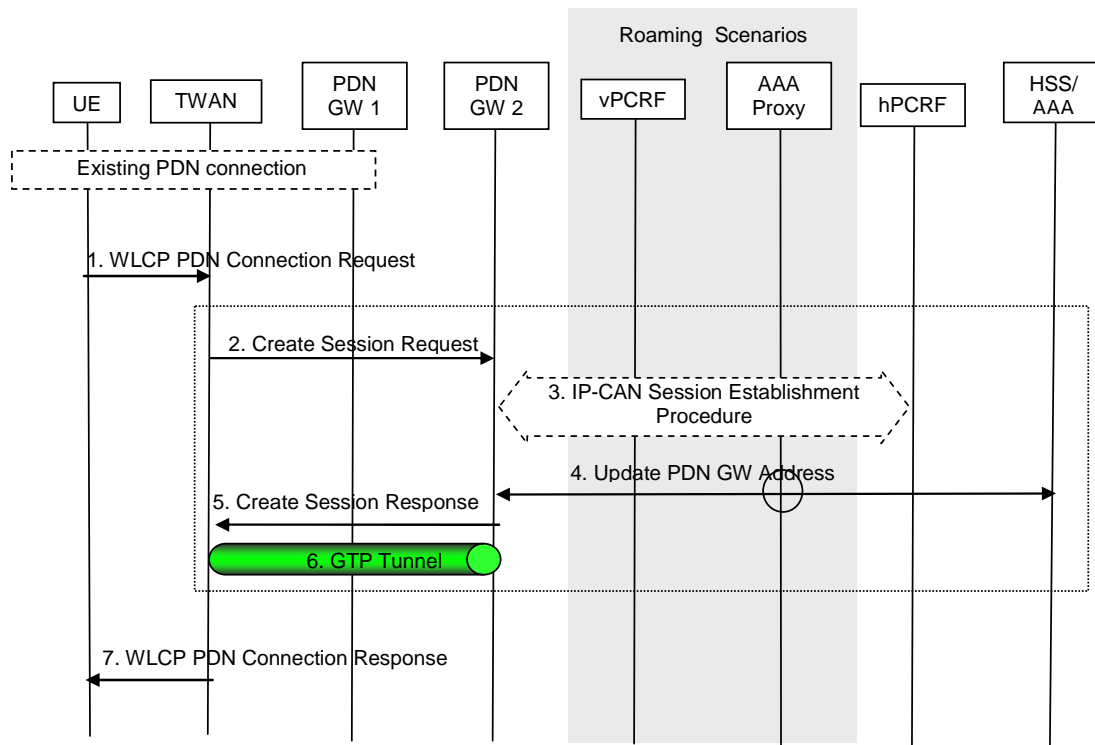 Roaming Scenarios
UE
TWAN
PDN
GW 1
PDN
GW 2
vPCRF
AAA
Proxy
hPCRF
HSS/
AAA
Existing PDN connection
1. WLCP PDN Connection Request
2. Create Session Request
3. IP-CAN Session Establishment
Procedure
4. Update PDN GW Address
5. Create Session Response
6. GTP Tunnel
7. WLCP PDN Connection Response